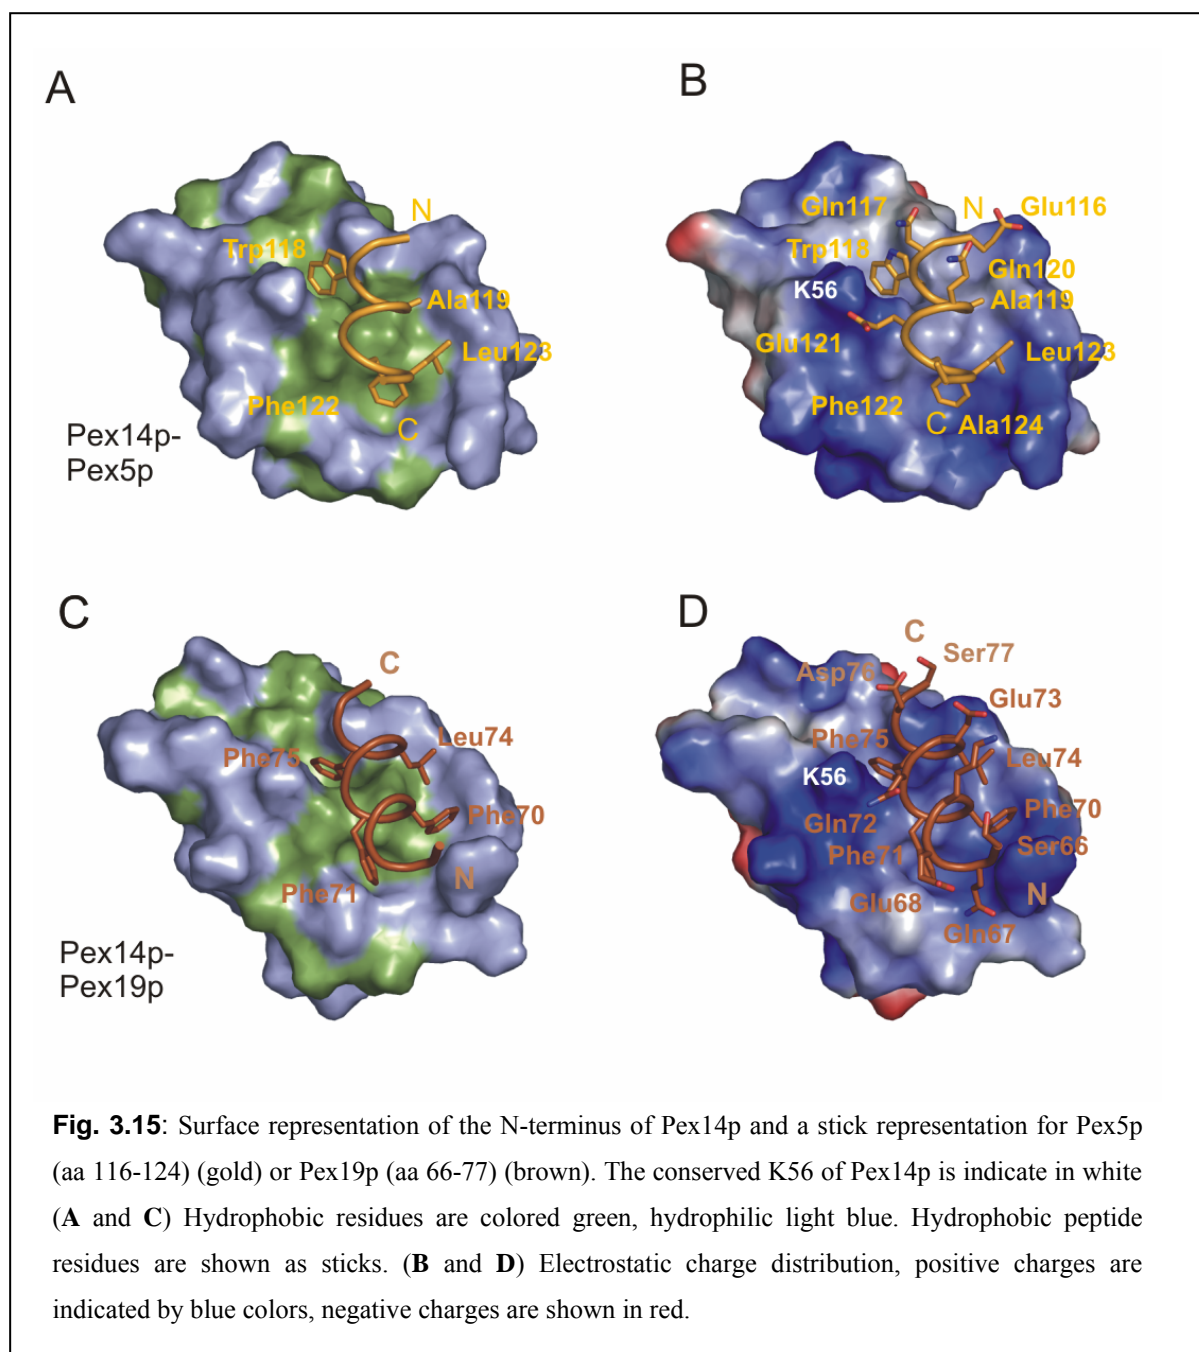 A
N
Trp118
Ala119
Leu123
Phe122
C
Pex14p-
Pex5p
B
Gln117
N
Glu116
Trp118
Gln120
K56
Ala119
Glu121
Leu123
Phe122
C
Ala124
C
C
Leu74
Phe75
Phe70
N
Phe71
Pex14p-
Pex19p
D
C
Ser77
Asp76
Glu73
Phe75
Leu74
K56
Phe70
Gln72
Ser66
Phe71
Glu68
N
Gln67
Fig. 3.15: Surface representation of the N-terminus of Pex14p and a stick representation for Pex5p
(aa 116-124) (gold) or Pex19p (aa 66-77) (brown). The conserved K56 of Pex14p is indicate in white
(A and C) Hydrophobic residues are colored green, hydrophilic light blue. Hydrophobic peptide
residues are shown as sticks. (B and D) Electrostatic charge distribution, positive charges are
indicated by blue colors, negative charges are shown in red.